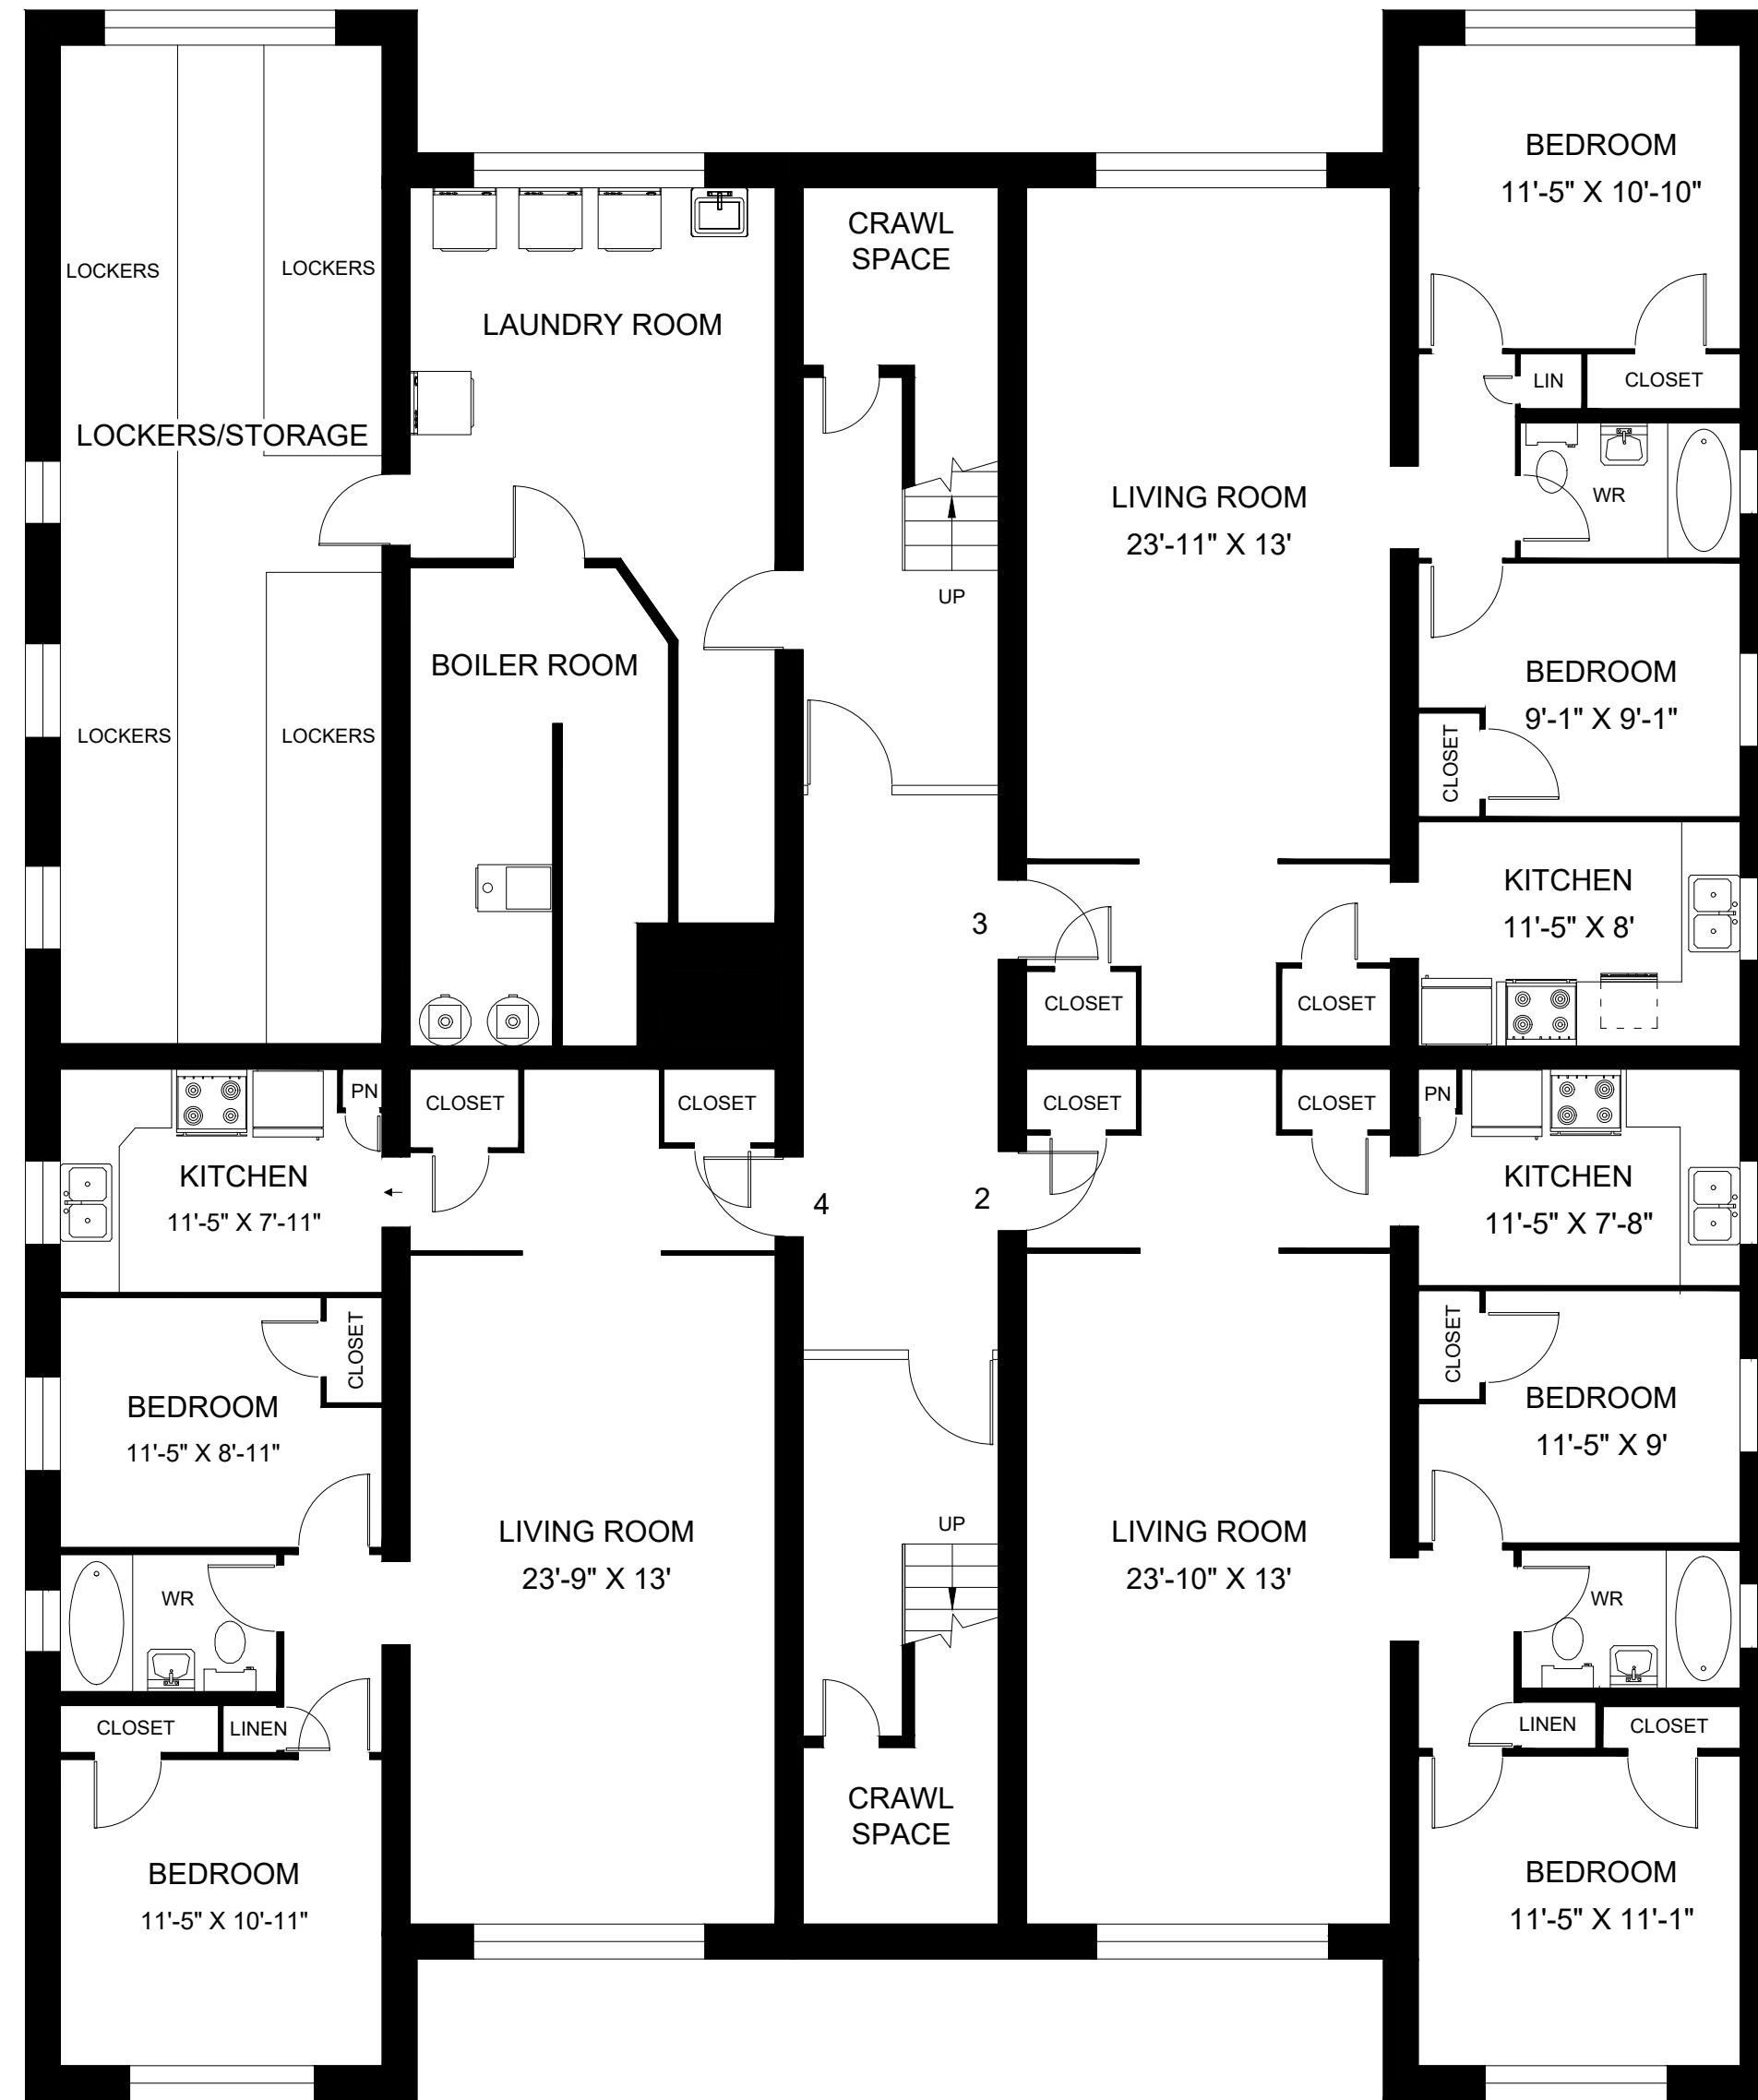 BEDROOM
11'-5" X 10'-10"
CRAWL
SPACE
LOCKERS
LOCKERS
LAUNDRY ROOM
LIN
CLOSET
LOCKERS/STORAGE
LIVING ROOM
23'-11" X 13'
WR
UP
BOILER ROOM
BEDROOM
9'-1" X 9'-1"
LOCKERS
LOCKERS
CLOSET
KITCHEN
11'-5" X 8'
3
CLOSET
CLOSET
PN
CLOSET
CLOSET
CLOSET
CLOSET
PN
KITCHEN
11'-5" X 7'-11"
4
2
KITCHEN
11'-5" X 7'-8"
CLOSET
CLOSET
BEDROOM
11'-5" X 8'-11"
BEDROOM
11'-5" X 9'
LIVING ROOM
23'-9" X 13'
UP
LIVING ROOM
23'-10" X 13'
WR
WR
CLOSET
LINEN
LINEN
CLOSET
CRAWL
SPACE
BEDROOM
11'-5" X 10'-11"
BEDROOM
11'-5" X 11'-1"